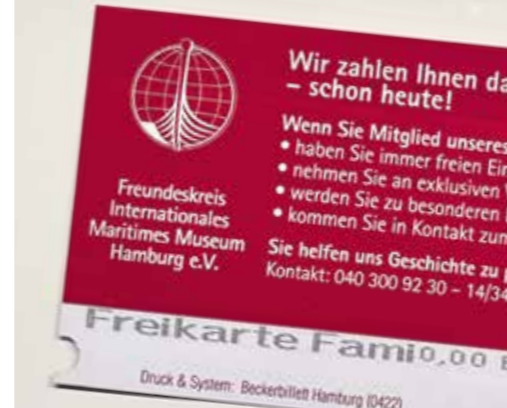 Wir zahlen Ihnen da
– schon heute!
Wenn Sie Mitglied unseres
• haben Sie immer freien Ein
• nehmen Sie an exklusiven
• werden Sie zu besonderen
• kommen Sie in Kontakt zum
Sie helfen uns Geschichte zu
Kontakt: 040 300 92 30 – 14/34
Freundeskreis
Internationales
Maritimes Museum
Hamburg e.V.
Freikarte Fami0,00 E
Druck & System: Beckerbillett Hamburg (0422)